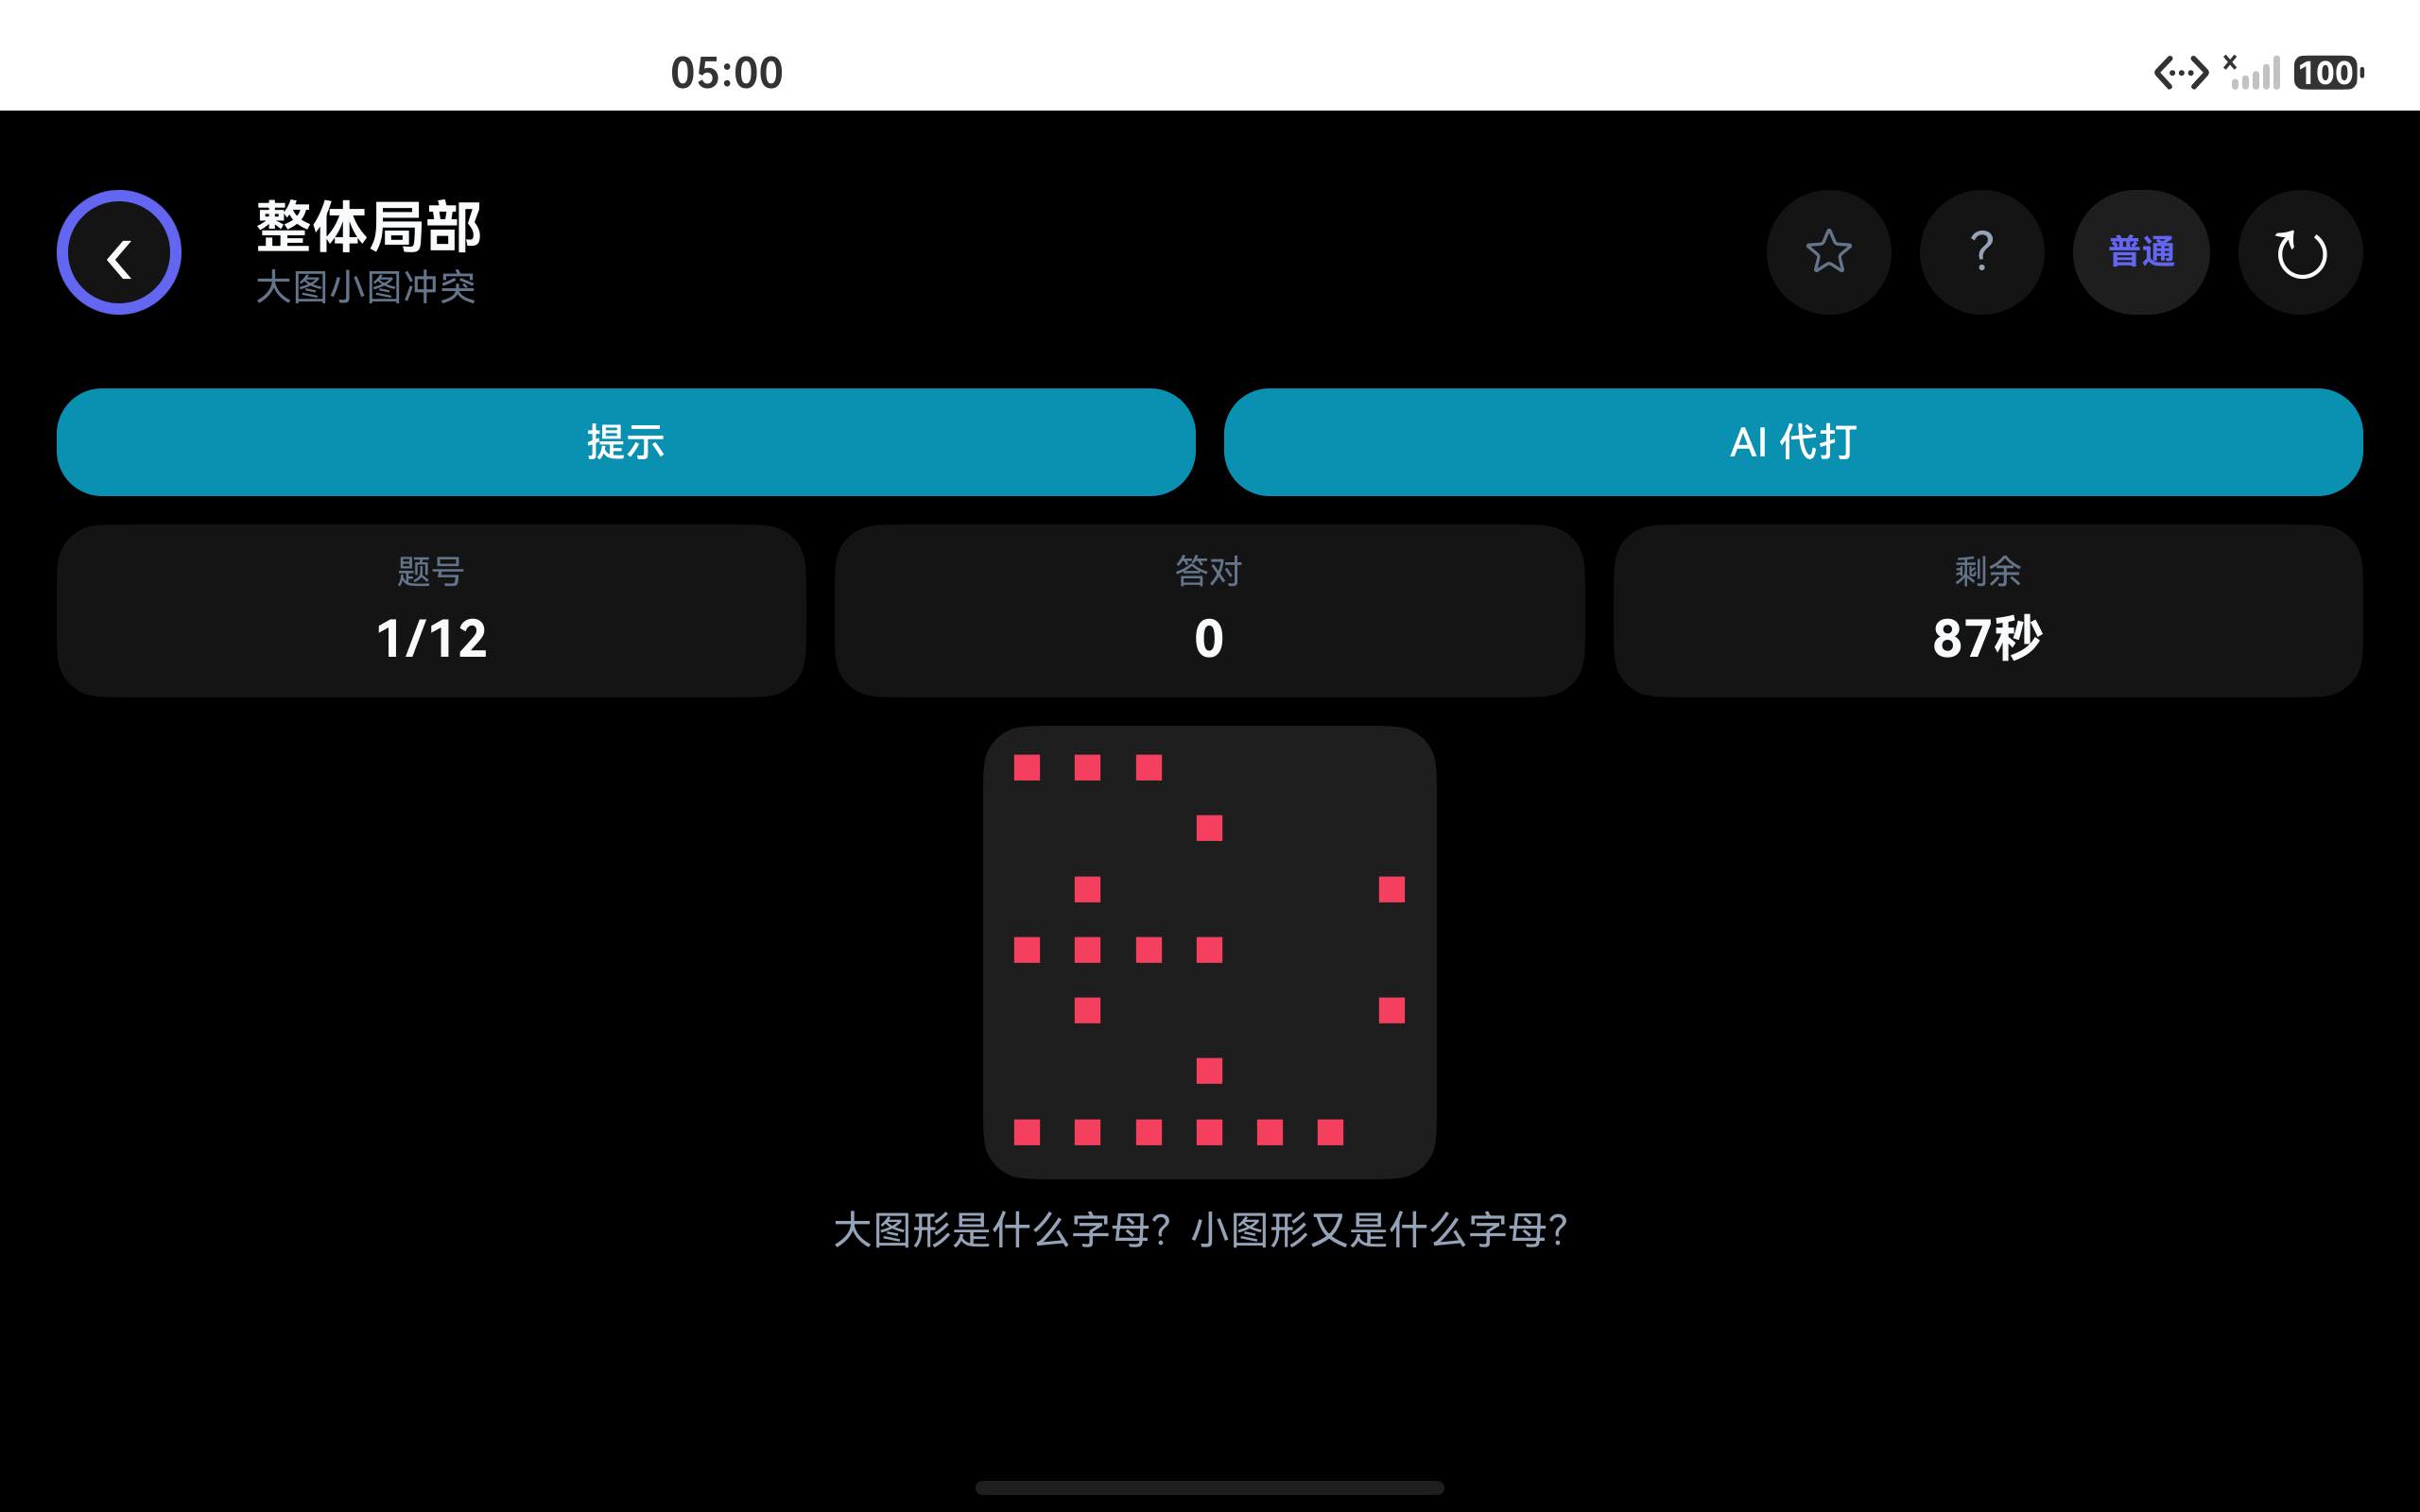 05:00
100
整体局部
大图小图冲突
?
普通
提示
AI 代打
题号
答对
剩余
1/12
0
87秒
大图形是什么字母？小图形又是什么字母？